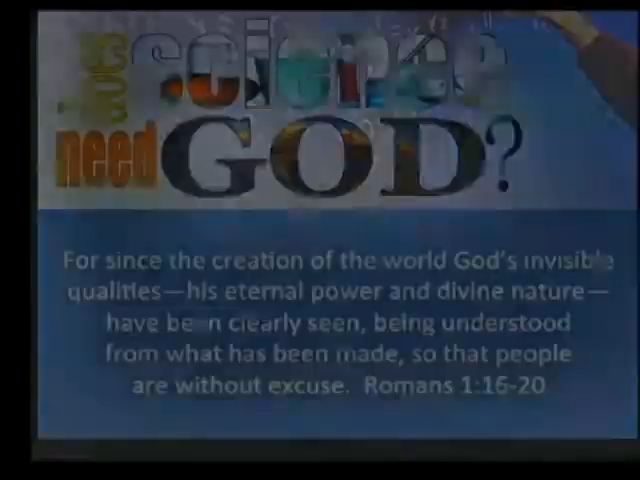 does science
need GOD?
For since the creation of the world God's invisible
qualities—his eternal power and divine nature—
have been clearly seen, being understood
from what has been made, so that people
are without excuse. Romans 1:16-20